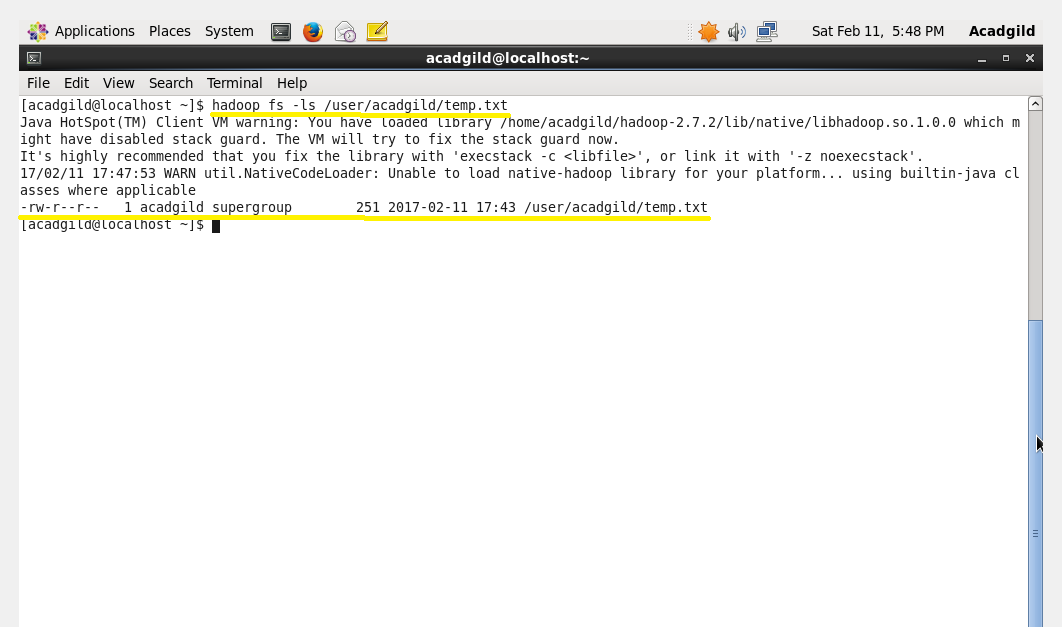 Applications Places System Sat Feb 11, 5:48 PM Acadgild
acadgild@localhost:~
File Edit View Search Terminal Help
[acadgild@localhost ~]$ hadoop fs -ls /user/acadgild/temp.txt
Java HotSpot(TM) Client VM warning: You have loaded library /home/acadgild/hadoop-2.7.2/lib/native/libhadoop.so.1.0.0 which m
ight have disabled stack guard. The VM will try to fix the stack guard now.
It's highly recommended that you fix the library with 'execstack -c <libfile>', or link it with '-z noexecstack'.
17/02/11 17:47:53 WARN util.NativeCodeLoader: Unable to load native-hadoop library for your platform... using builtin-java cl
asses where applicable
-rw-r--r--   1 acadgild supergroup        251 2017-02-11 17:43 /user/acadgild/temp.txt
[acadgild@localhost ~]$